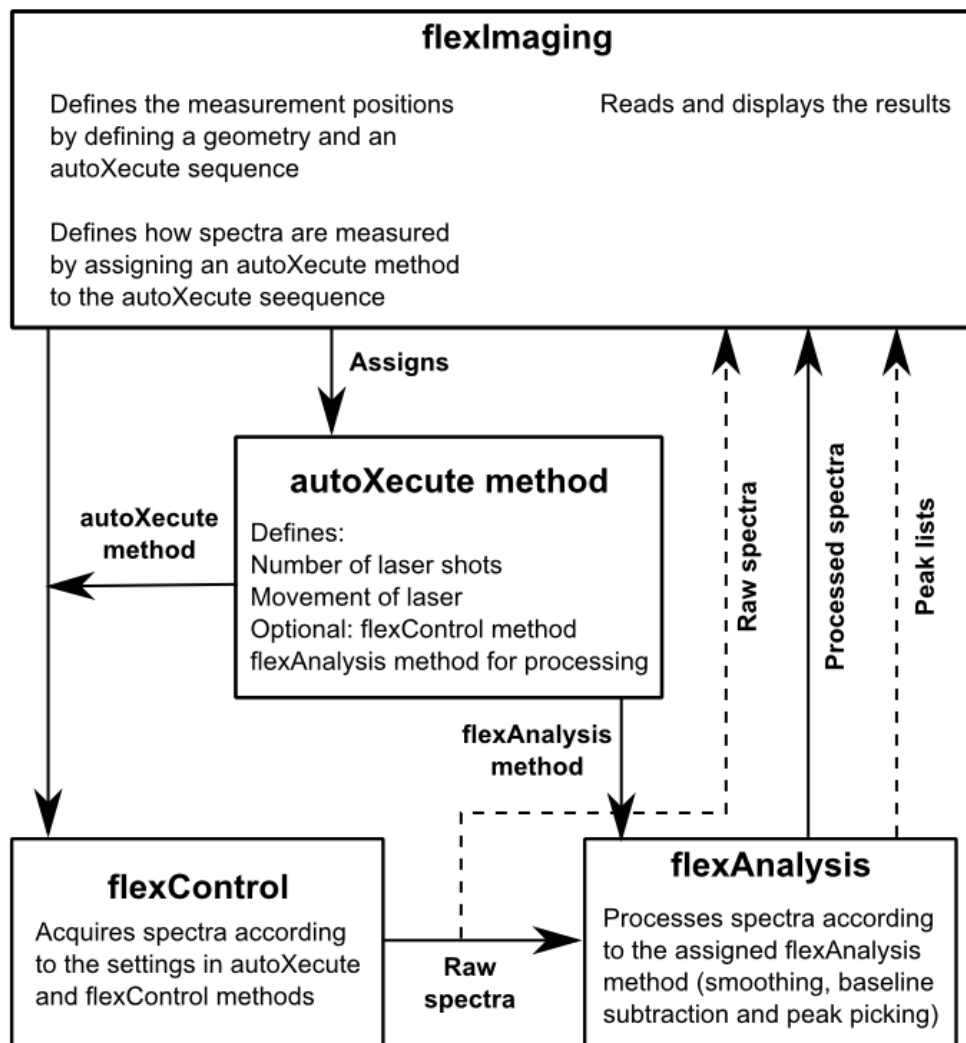 flexImaging
Defines the measurement positions
by defining a geometry and an
autoXecute sequence
Defines how spectra are measured
by assigning an autoXecute method
to the autoXecute seequence
Reads and displays the results
Assigns
autoXecute method
Defines:
Number of laser shots
Movement of laser
Optional: flexControl method
flexAnalysis method for processing
autoXecute
method
flexAnalysis
method
Raw spectra
Processed spectra
Peak lists
flexControl
Acquires spectra according
to the settings in autoXecute
and flexControl methods
Raw
spectra
flexAnalysis
Processes spectra according
to the assigned flexAnalysis
method (smoothing, baseline
subtraction and peak picking)